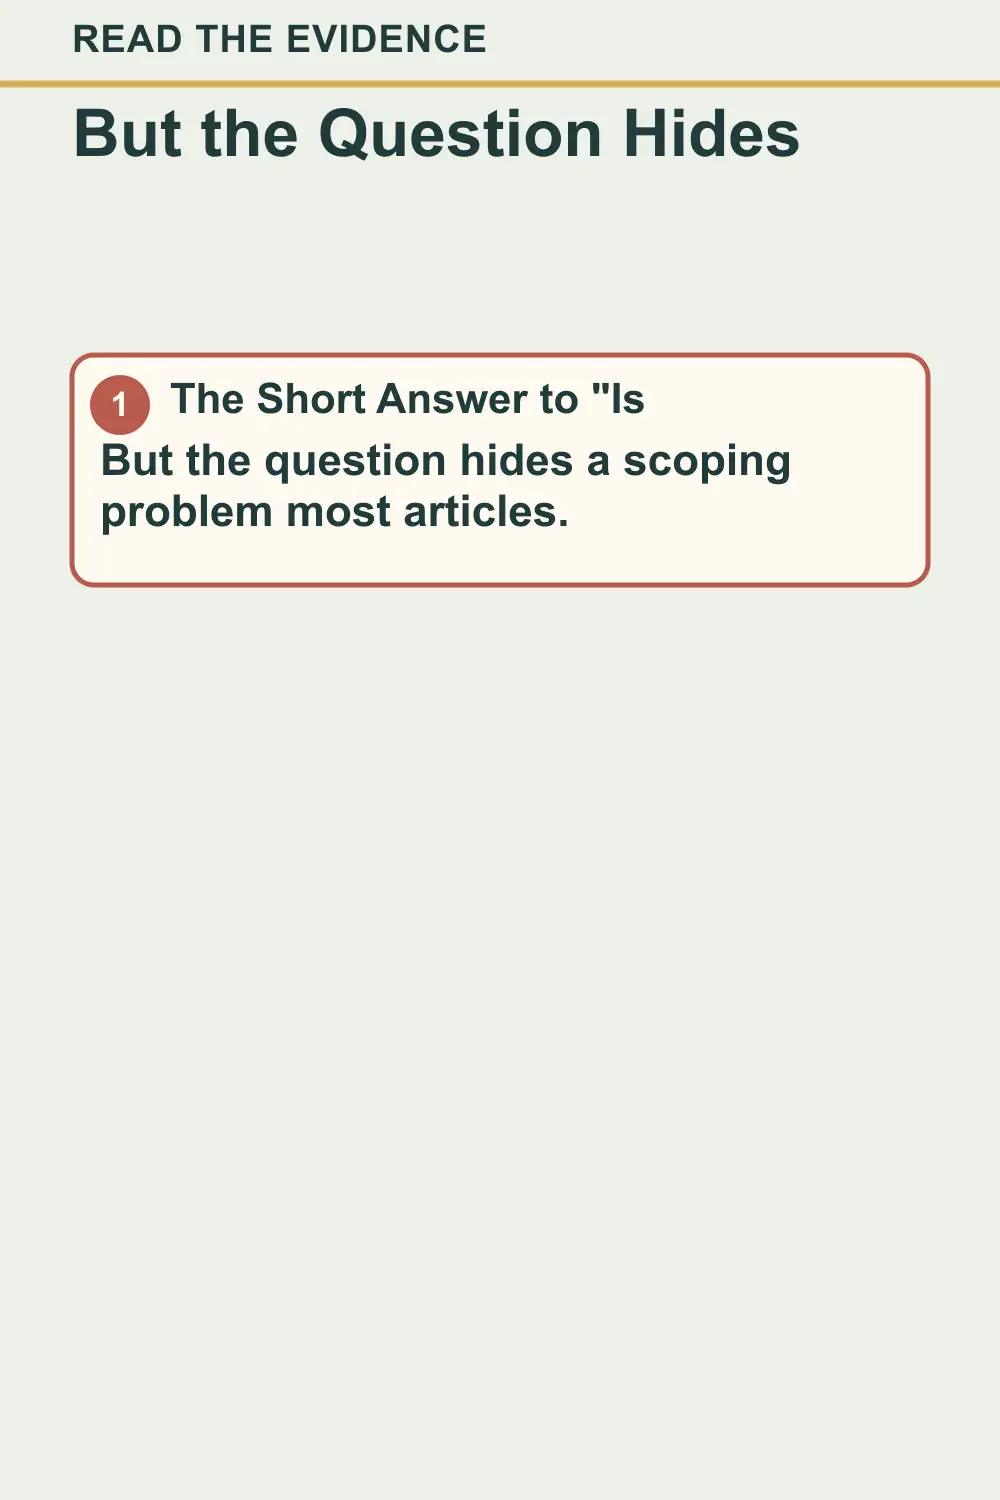 READ THE EVIDENCE
But the Question Hides
1 The Short Answer to "Is
But the question hides a scoping
problem most articles.